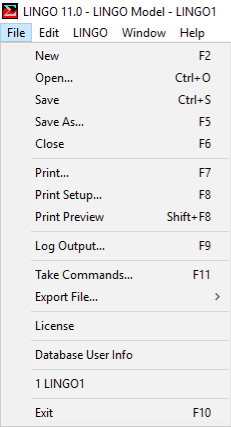 LINGO 11.0 - LINGO Model - LINGO1
File Edit LINGO Window Help
New F2
Open... Ctrl+O
Save Ctrl+S
Save As... F5
Close F6
Print... F7
Print Setup... F8
Print Preview Shift+F8
Log Output... F9
Take Commands... F11
Export File...
License
Database User Info
1 LINGO1
Exit F10